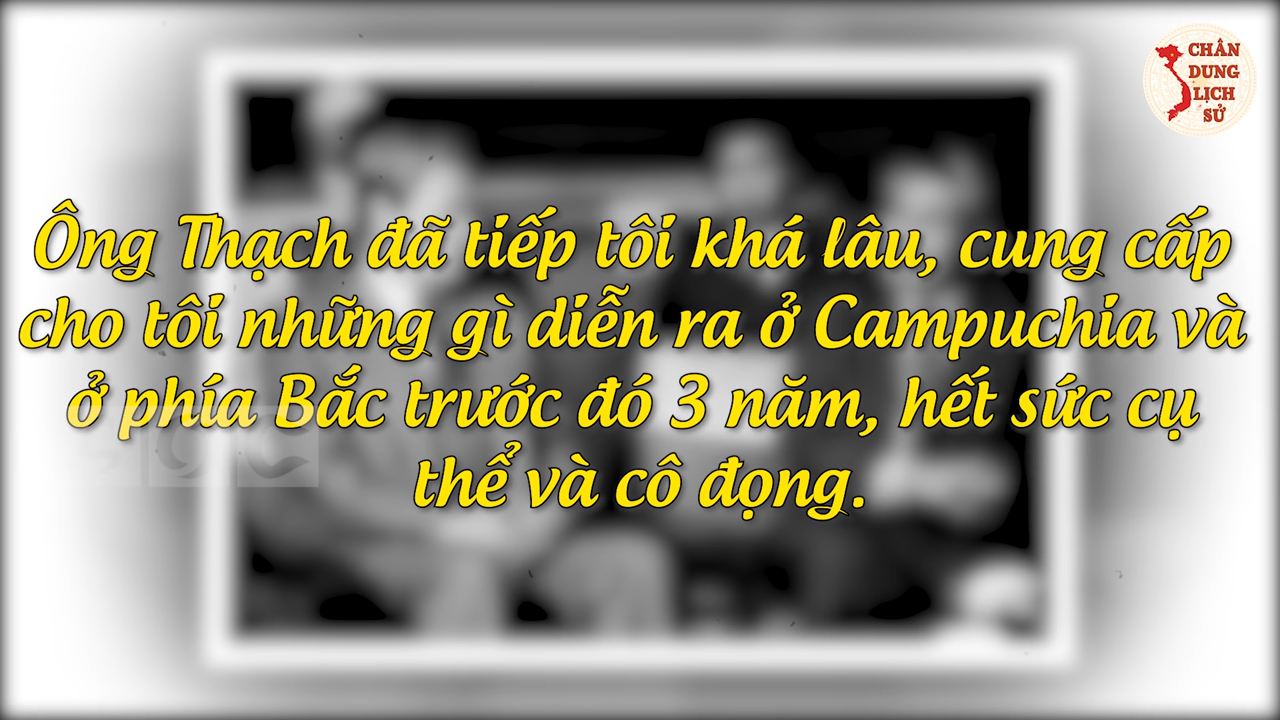 CHÂN
DUNG
LỊCH
SỬ
Ông Thạch đã tiếp tôi khá lâu, cung cấp
cho tôi những gì diễn ra ở Campuchia và
ở phía Bắc trước đó 3 năm, hết sức cụ
thể và cô đọng.